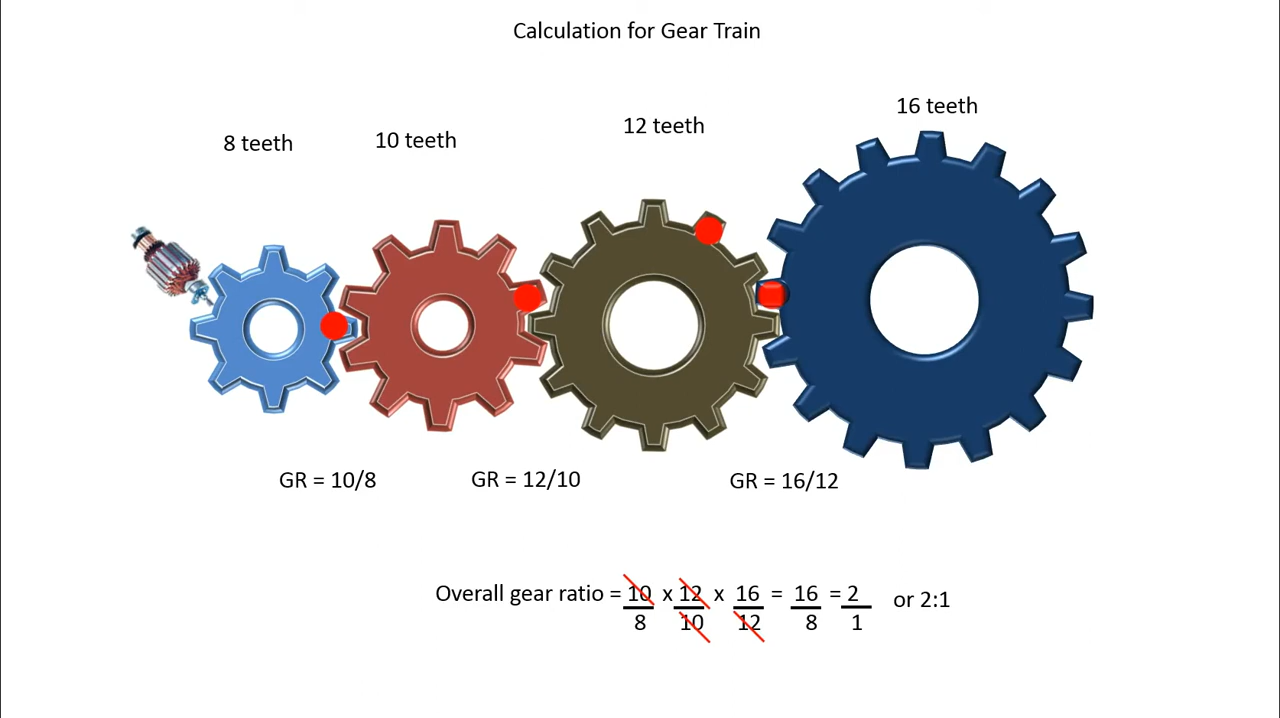 Calculation for Gear Train
16 teeth
12 teeth
8 teeth
10 teeth
GR = 10/8
GR = 12/10
GR = 16/12
Overall gear ratio = 10 x 12 x 16 = 16 = 2 or 2:1
8 10 12 8 1